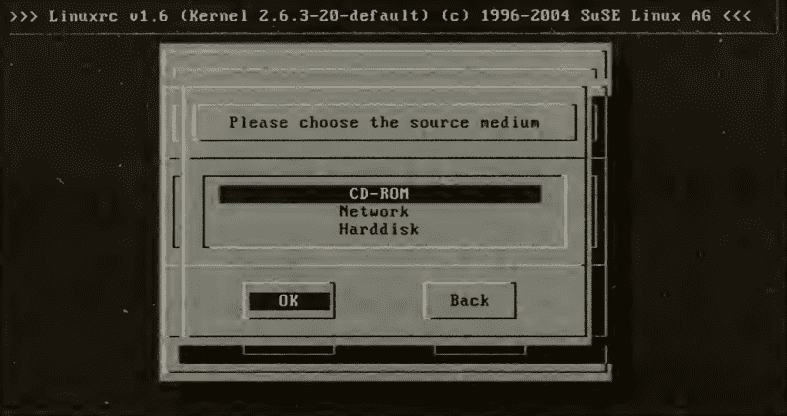 >>> Linuxrc v1.6 (Kernel 2.6.3-20-default) (c) 1996-2004 SuSE Linux AG <<<
Please choose the source medium
CD-ROM
Network
Harddisk
OK
Back